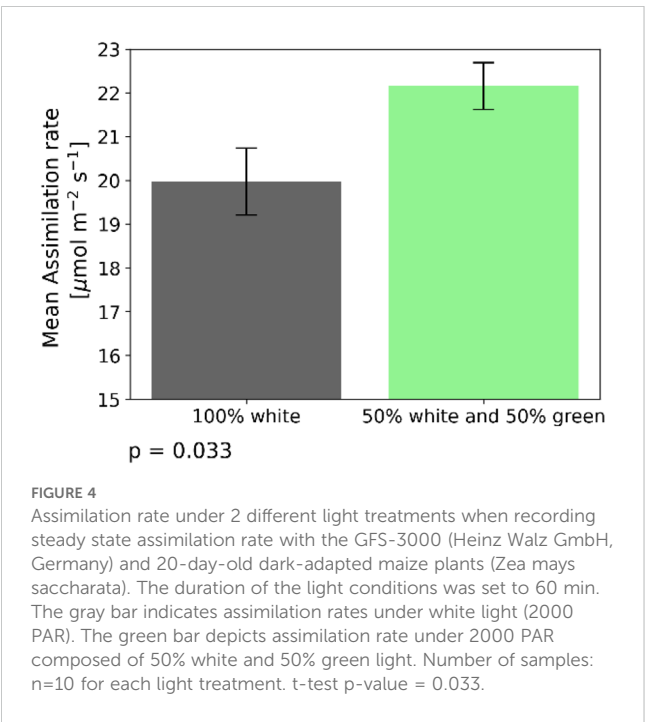 23
22
21
20
19
18
17
16
15
Mean Assimilation rate
[μmol m⁻² s⁻¹]
100% white
50% white and 50% green
p = 0.033
FIGURE 4
Assimilation rate under 2 different light treatments when recording
steady state assimilation rate with the GFS-3000 (Heinz Walz GmbH,
Germany) and 20-day-old dark-adapted maize plants (Zea mays
saccharata). The duration of the light conditions was set to 60 min.
The gray bar indicates assimilation rates under white light (2000
PAR). The green bar depicts assimilation rate under 2000 PAR
composed of 50% white and 50% green light. Number of samples:
n=10 for each light treatment. t-test p-value = 0.033.